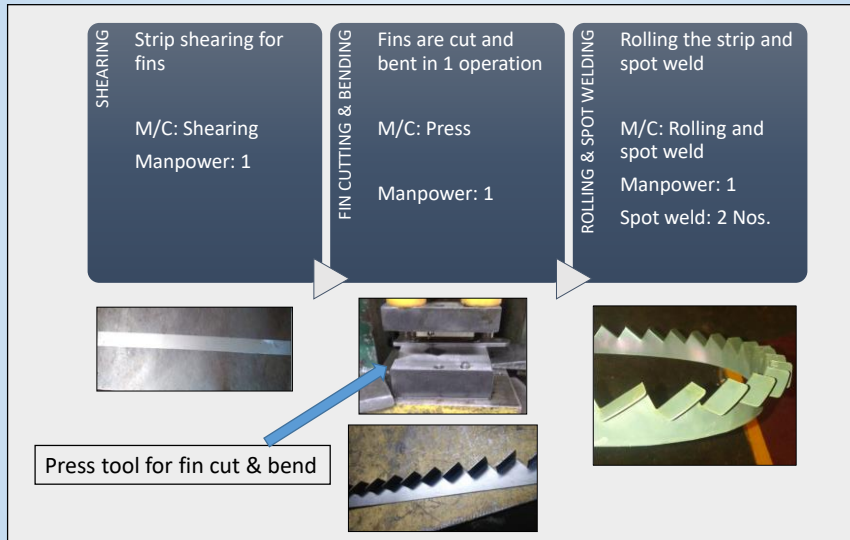 SHEARING
Strip shearing for
fins
M/C: Shearing
Manpower: 1
FIN CUTTING & BENDING
Fins are cut and
bent in 1 operation
M/C: Press
Manpower: 1
ROLLING & SPOT WELDING
Rolling the strip and
spot weld
M/C: Rolling and
spot weld
Manpower: 1
Spot weld: 2 Nos.
Press tool for fin cut & bend